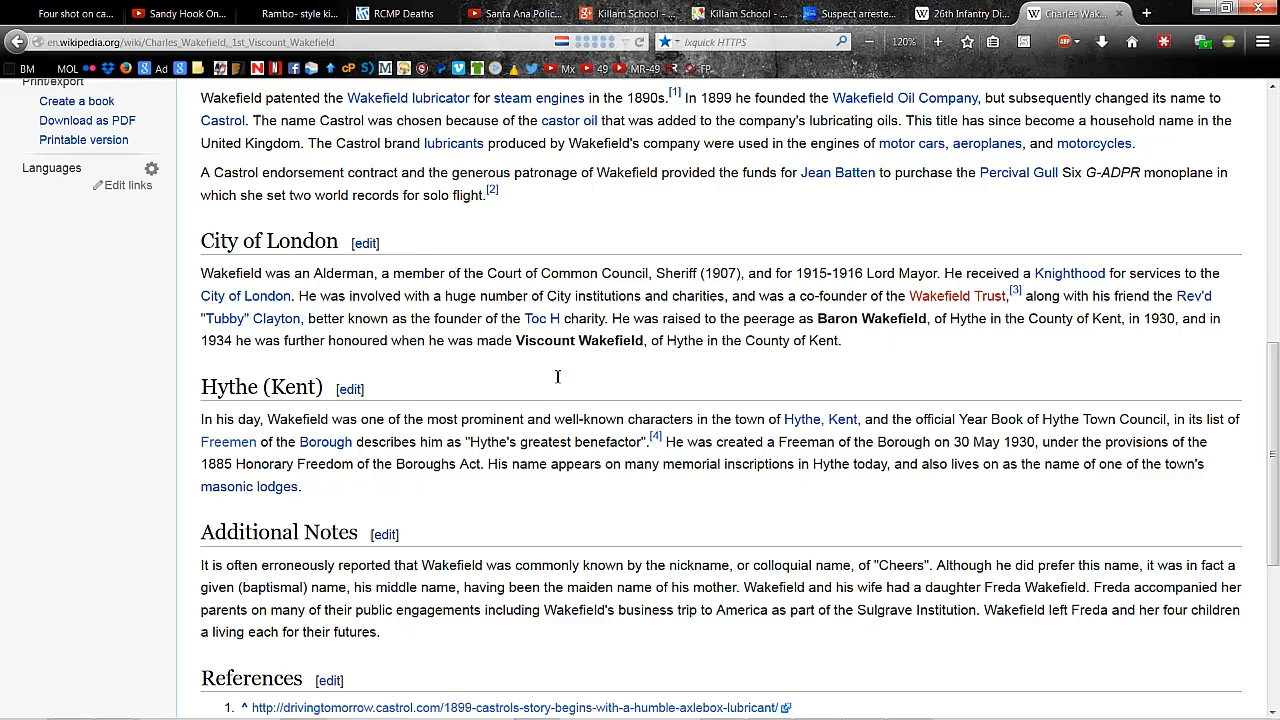 Four shot on ca...
Sandy Hook On...
Rambo- style ki...
RCMP Deaths
Santa Ana Polic...
Killam School - ...
Killam School - ...
Suspect arreste...
26th Infantry Di...
Charles Wak...
en.wikipedia.org/wiki/Charles_Wakefield,_1st_Viscount_Wakefield
Ixquick HTTPS
120%
BM MOL Ad Mx 49 MR-49 FP
Print/export
Create a book
Download as PDF
Printable version
Languages
Edit links
Wakefield patented the Wakefield lubricator for steam engines in the 1890s.[1] In 1899 he founded the Wakefield Oil Company, but subsequently changed its name to
Castrol. The name Castrol was chosen because of the castor oil that was added to the company's lubricating oils. This title has since become a household name in the
United Kingdom. The Castrol brand lubricants produced by Wakefield's company were used in the engines of motor cars, aeroplanes, and motorcycles.
A Castrol endorsement contract and the generous patronage of Wakefield provided the funds for Jean Batten to purchase the Percival Gull Six G-ADPR monoplane in
which she set two world records for solo flight.[2]
City of London [edit]
Wakefield was an Alderman, a member of the Court of Common Council, Sheriff (1907), and for 1915-1916 Lord Mayor. He received a Knighthood for services to the
City of London. He was involved with a huge number of City institutions and charities, and was a co-founder of the Wakefield Trust,[3] along with his friend the Rev'd
"Tubby" Clayton, better known as the founder of the Toc H charity. He was raised to the peerage as Baron Wakefield, of Hythe in the County of Kent, in 1930, and in
1934 he was further honoured when he was made Viscount Wakefield, of Hythe in the County of Kent.
Hythe (Kent) [edit]
In his day, Wakefield was one of the most prominent and well-known characters in the town of Hythe, Kent, and the official Year Book of Hythe Town Council, in its list of
Freemen of the Borough describes him as "Hythe's greatest benefactor".[4] He was created a Freeman of the Borough on 30 May 1930, under the provisions of the
1885 Honorary Freedom of the Boroughs Act. His name appears on many memorial inscriptions in Hythe today, and also lives on as the name of one of the town's
masonic lodges.
Additional Notes [edit]
It is often erroneously reported that Wakefield was commonly known by the nickname, or colloquial name, of "Cheers". Although he did prefer this name, it was in fact a
given (baptismal) name, his middle name, having been the maiden name of his mother. Wakefield and his wife had a daughter Freda Wakefield. Freda accompanied her
parents on many of their public engagements including Wakefield's business trip to America as part of the Sulgrave Institution. Wakefield left Freda and her four children
a living each for their futures.
References [edit]
1. ^ http://drivingtomorrow.castrol.com/1899-castrols-story-begins-with-a-humble-axlebox-lubricant/